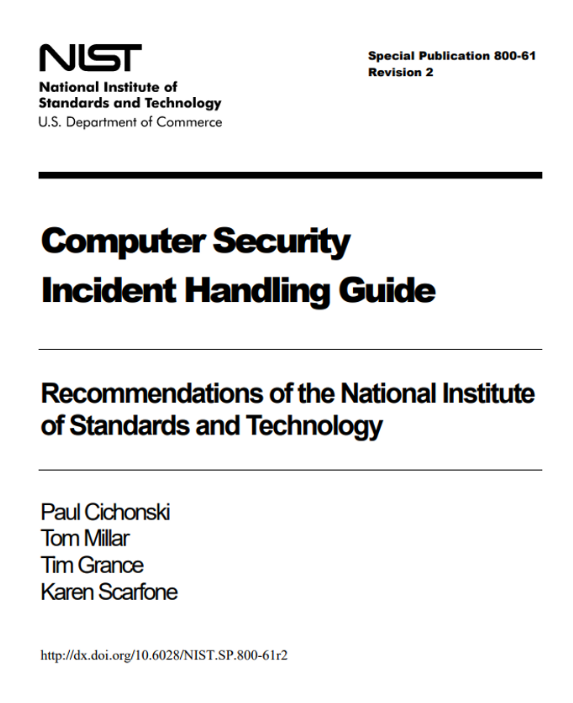 NIST
National Institute of
Standards and Technology
U.S. Department of Commerce
Special Publication 800-61
Revision 2
Computer Security
Incident Handling Guide
Recommendations of the National Institute
of Standards and Technology
Paul Cichonski
Tom Millar
Tim Grance
Karen Scarfone
http://dx.doi.org/10.6028/NIST.SP.800-61r2